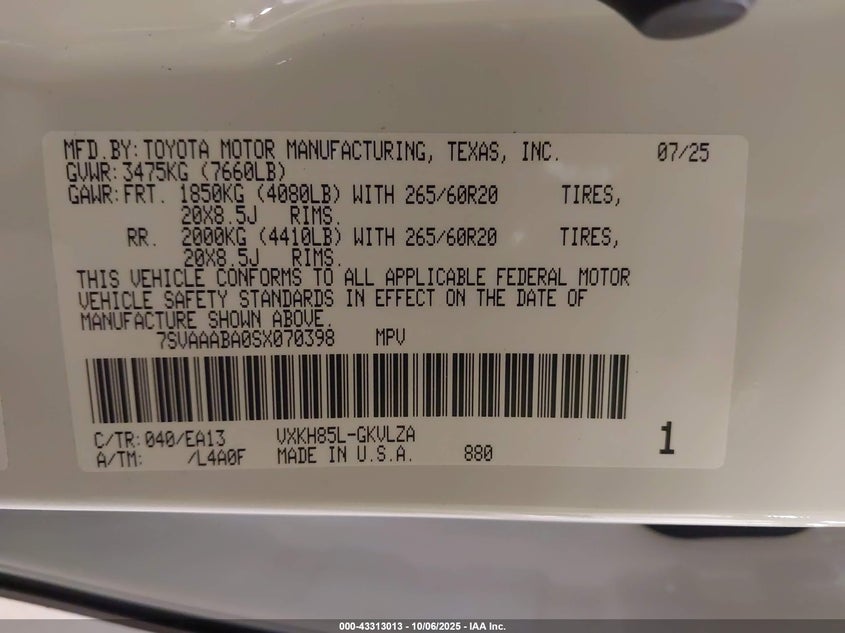 MFD.BY: TOYOTA MOTOR MANUFACTURING, TEXAS, INC. 07/25
GVWR: 3475KG (7660LB)
GAWR: FRT. 1850KG (4080LB) WITH 265/60R20 TIRES,
20X8.5J RIMS.
RR. 2000KG (4410LB) WITH 265/60R20 TIRES,
20X8.5J RIMS.
THIS VEHICLE CONFORMS TO ALL APPLICABLE FEDERAL MOTOR
VEHICLE SAFETY STANDARDS IN EFFECT ON THE DATE OF
MANUFACTURE SHOWN ABOVE.
7SVAAABA0SX070398 MPV
C/TR: 040/EA13 VXKH85L-GKVLZA
A/TM: /L4A0F MADE IN U.S.A. 880 1
000-43313013 - 10/06/2025 - IAA Inc.